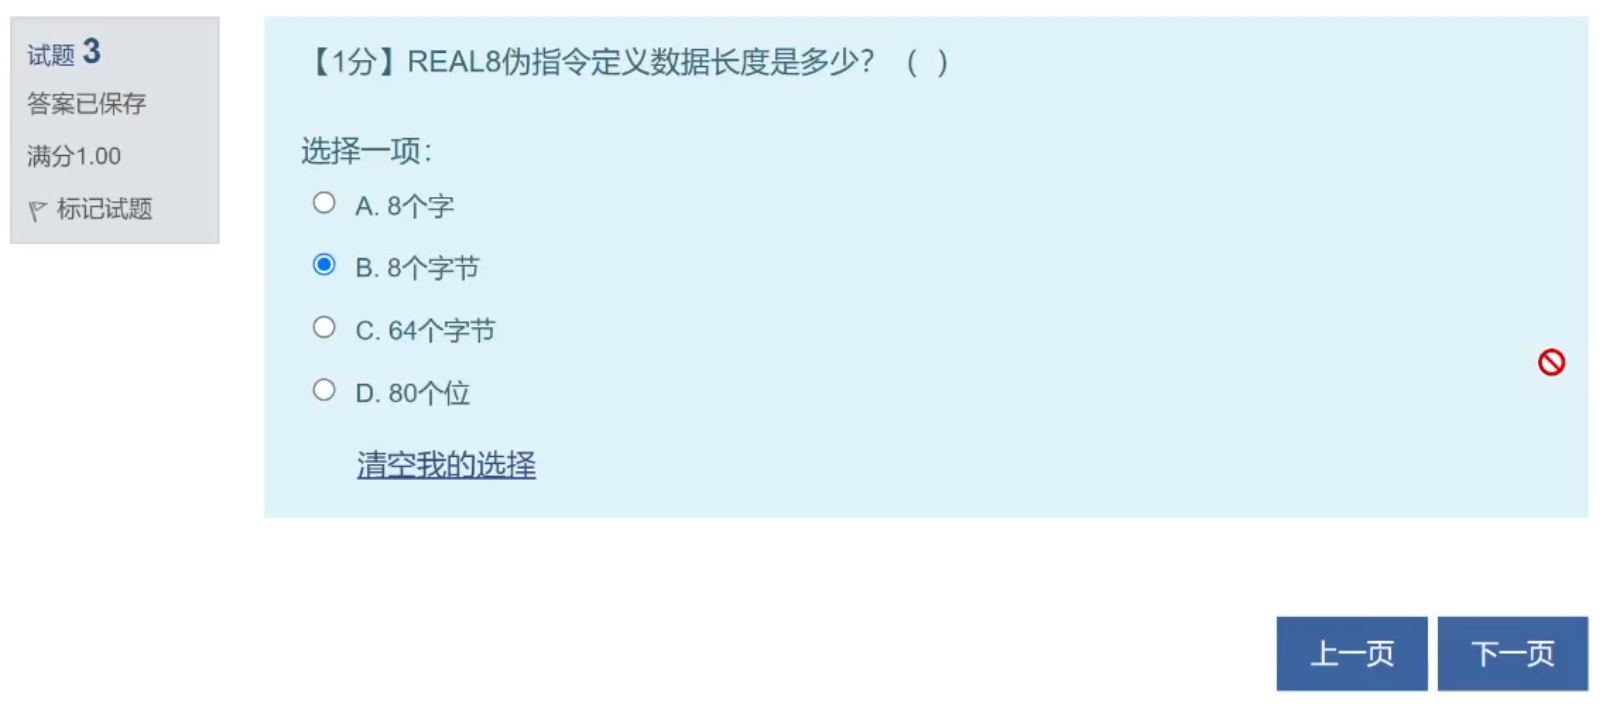 试题 3
答案已保存
满分1.00
标记试题
【1分】REAL8伪指令定义数据长度是多少？（ ）
选择一项：
A. 8个字
B. 8个字节
C. 64个字节
D. 80个位
清空我的选择
上一页
下一页